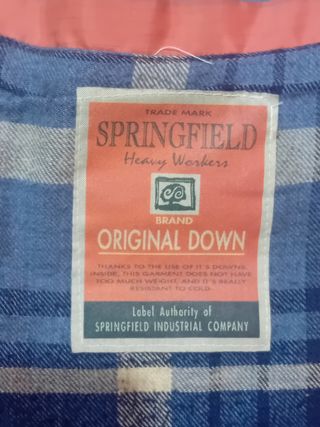 TRADE MARK
SPRINGFIELD
Heavy Workers
BRAND
ORIGINAL DOWN
THANKS TO THE USE OF IT'S DOWNS
INSIDE, THIS GARMENT DOES NOT HAVE
TOO MUCH WEIGHT, AND IT'S REALLY
RESISTANT TO COLD.
Label Authority of
SPRINGFIELD INDUSTRIAL COMPANY